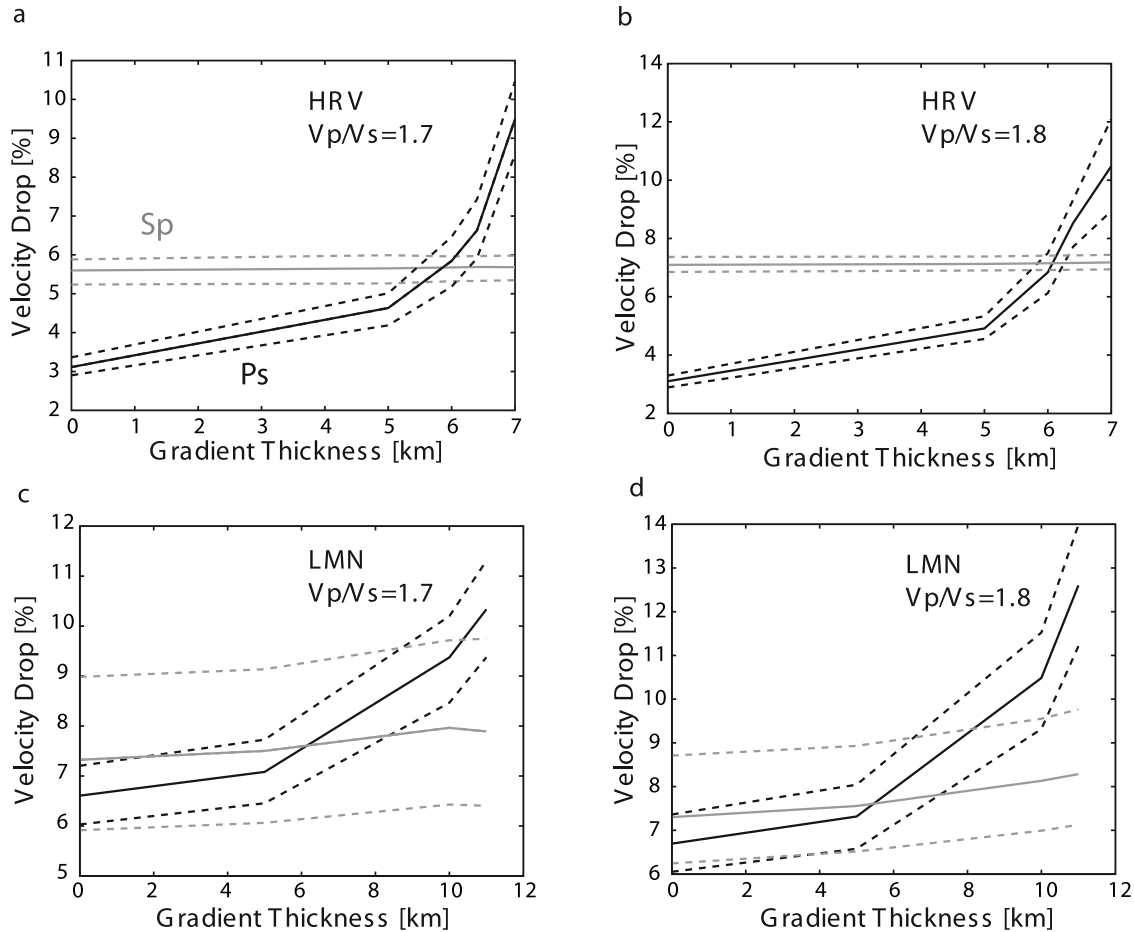 a
11
10
9
8
7
6
5
4
3
2
0
1
2
3
4
5
6
7
Velocity Drop [%]
Gradient Thickness [km]
HRV
Vp/Vs=1.7
Sp
Ps
b
14
12
10
8
6
4
2
0
1
2
3
4
5
6
7
Velocity Drop [%]
Gradient Thickness [km]
HRV
Vp/Vs=1.8
c
12
11
10
9
8
7
6
5
0
2
4
6
8
10
12
Velocity Drop [%]
Gradient Thickness [km]
LMN
Vp/Vs=1.7
d
14
13
12
11
10
9
8
7
6
0
2
4
6
8
10
12
Velocity Drop [%]
Gradient Thickness [km]
LMN
Vp/Vs=1.8